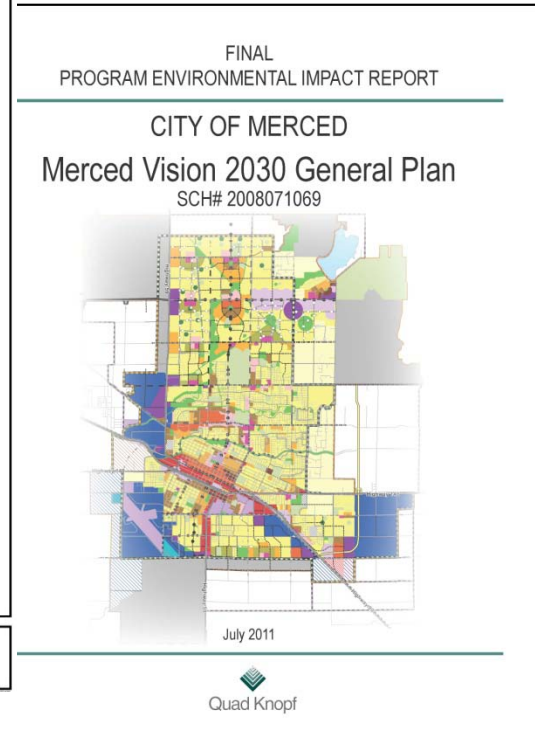 FINAL
PROGRAM ENVIRONMENTAL IMPACT REPORT
CITY OF MERCED
Merced Vision 2030 General Plan
SCH# 2008071069
July 2011
Quad Knopf